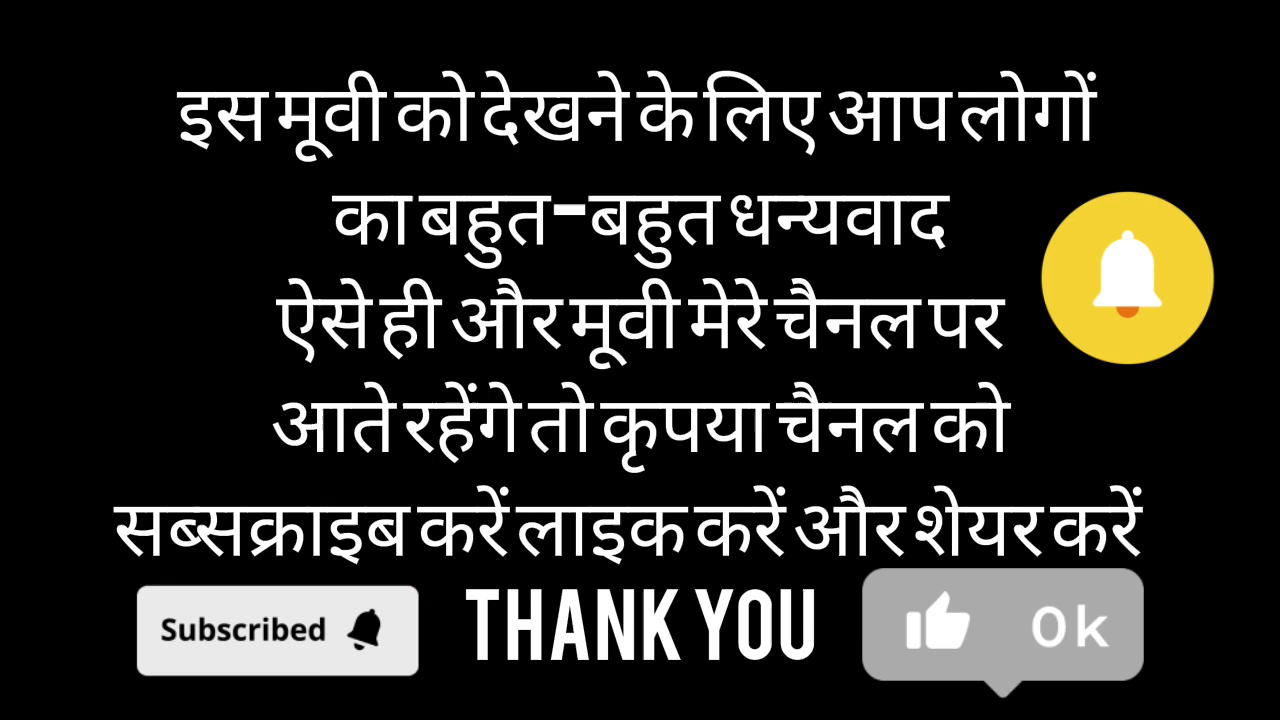 इस मूवी को देखने के लिए आप लोगों
का बहुत-बहुत धन्यवाद
ऐसे ही और मूवी मेरे चैनल पर
आते रहेंगे तो कृपया चैनल को
सब्सक्राइब करें लाइक करें और शेयर करें
Subscribed THANK YOU 0k